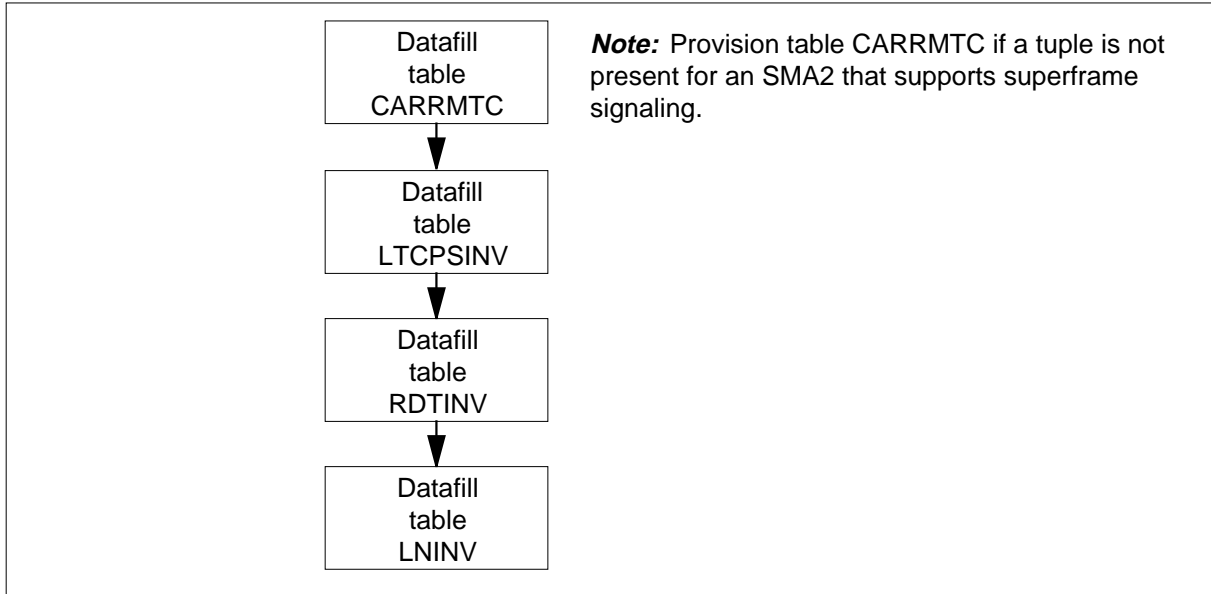 Datafill
table
CARRMTC
Note: Provision table CARRMTC if a tuple is not
present for an SMA2 that supports superframe
signaling.
Datafill
table
LTCPSINV
Datafill
table
RDTINV
Datafill
table
LNINV